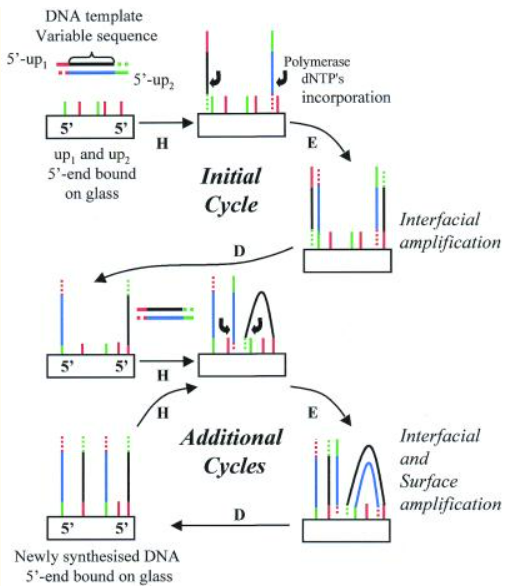 DNA template
Variable sequence
5'-up1
5'-up2
5' 5'
up1 and up2
5'-end bound
on glass
H
Polymerase
dNTP's
incorporation
E
Initial
Cycle
Interfacial
amplification
D
5' 5'
H
H
E
Additional
Cycles
Interfacial
and
Surface
amplification
5' 5'
D
Newly synthesised DNA
5'-end bound on glass